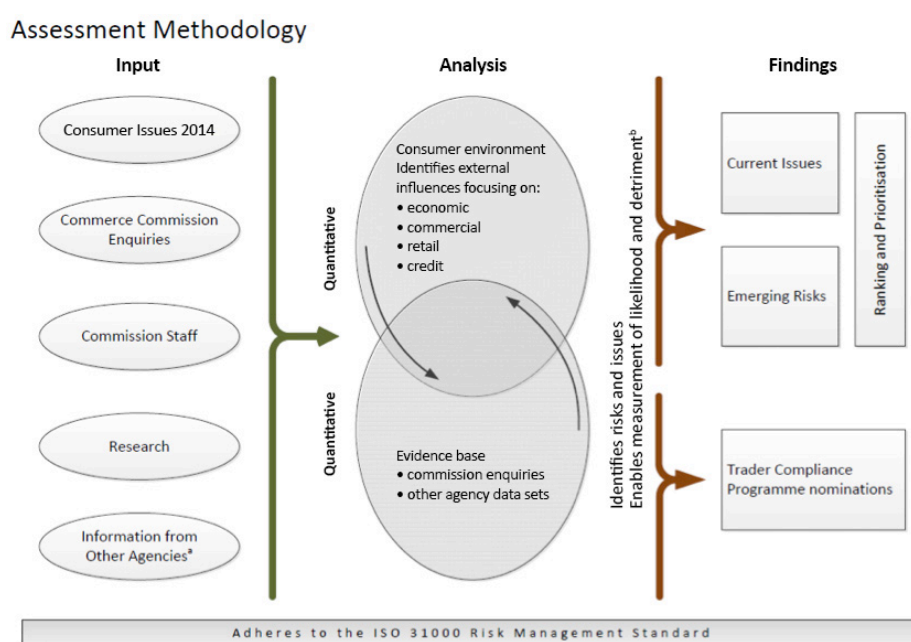 Assessment Methodology
Input
Consumer Issues 2014
Commerce Commission
Enquiries
Commission Staff
Research
Information from
Other Agenciesª
Analysis
Quantitative
Quantitative
Consumer environment
Identifies external
influences focusing on:
• economic
• commercial
• retail
• credit
Evidence base
• commission enquiries
• other agency data sets
Identifies risks and issues
Enables measurement of likelihood and detrimentᵇ
Findings
Current Issues
Emerging Risks
Ranking and Prioritisation
Trader Compliance
Programme nominations
Adheres to the ISO 31000 Risk Management Standard